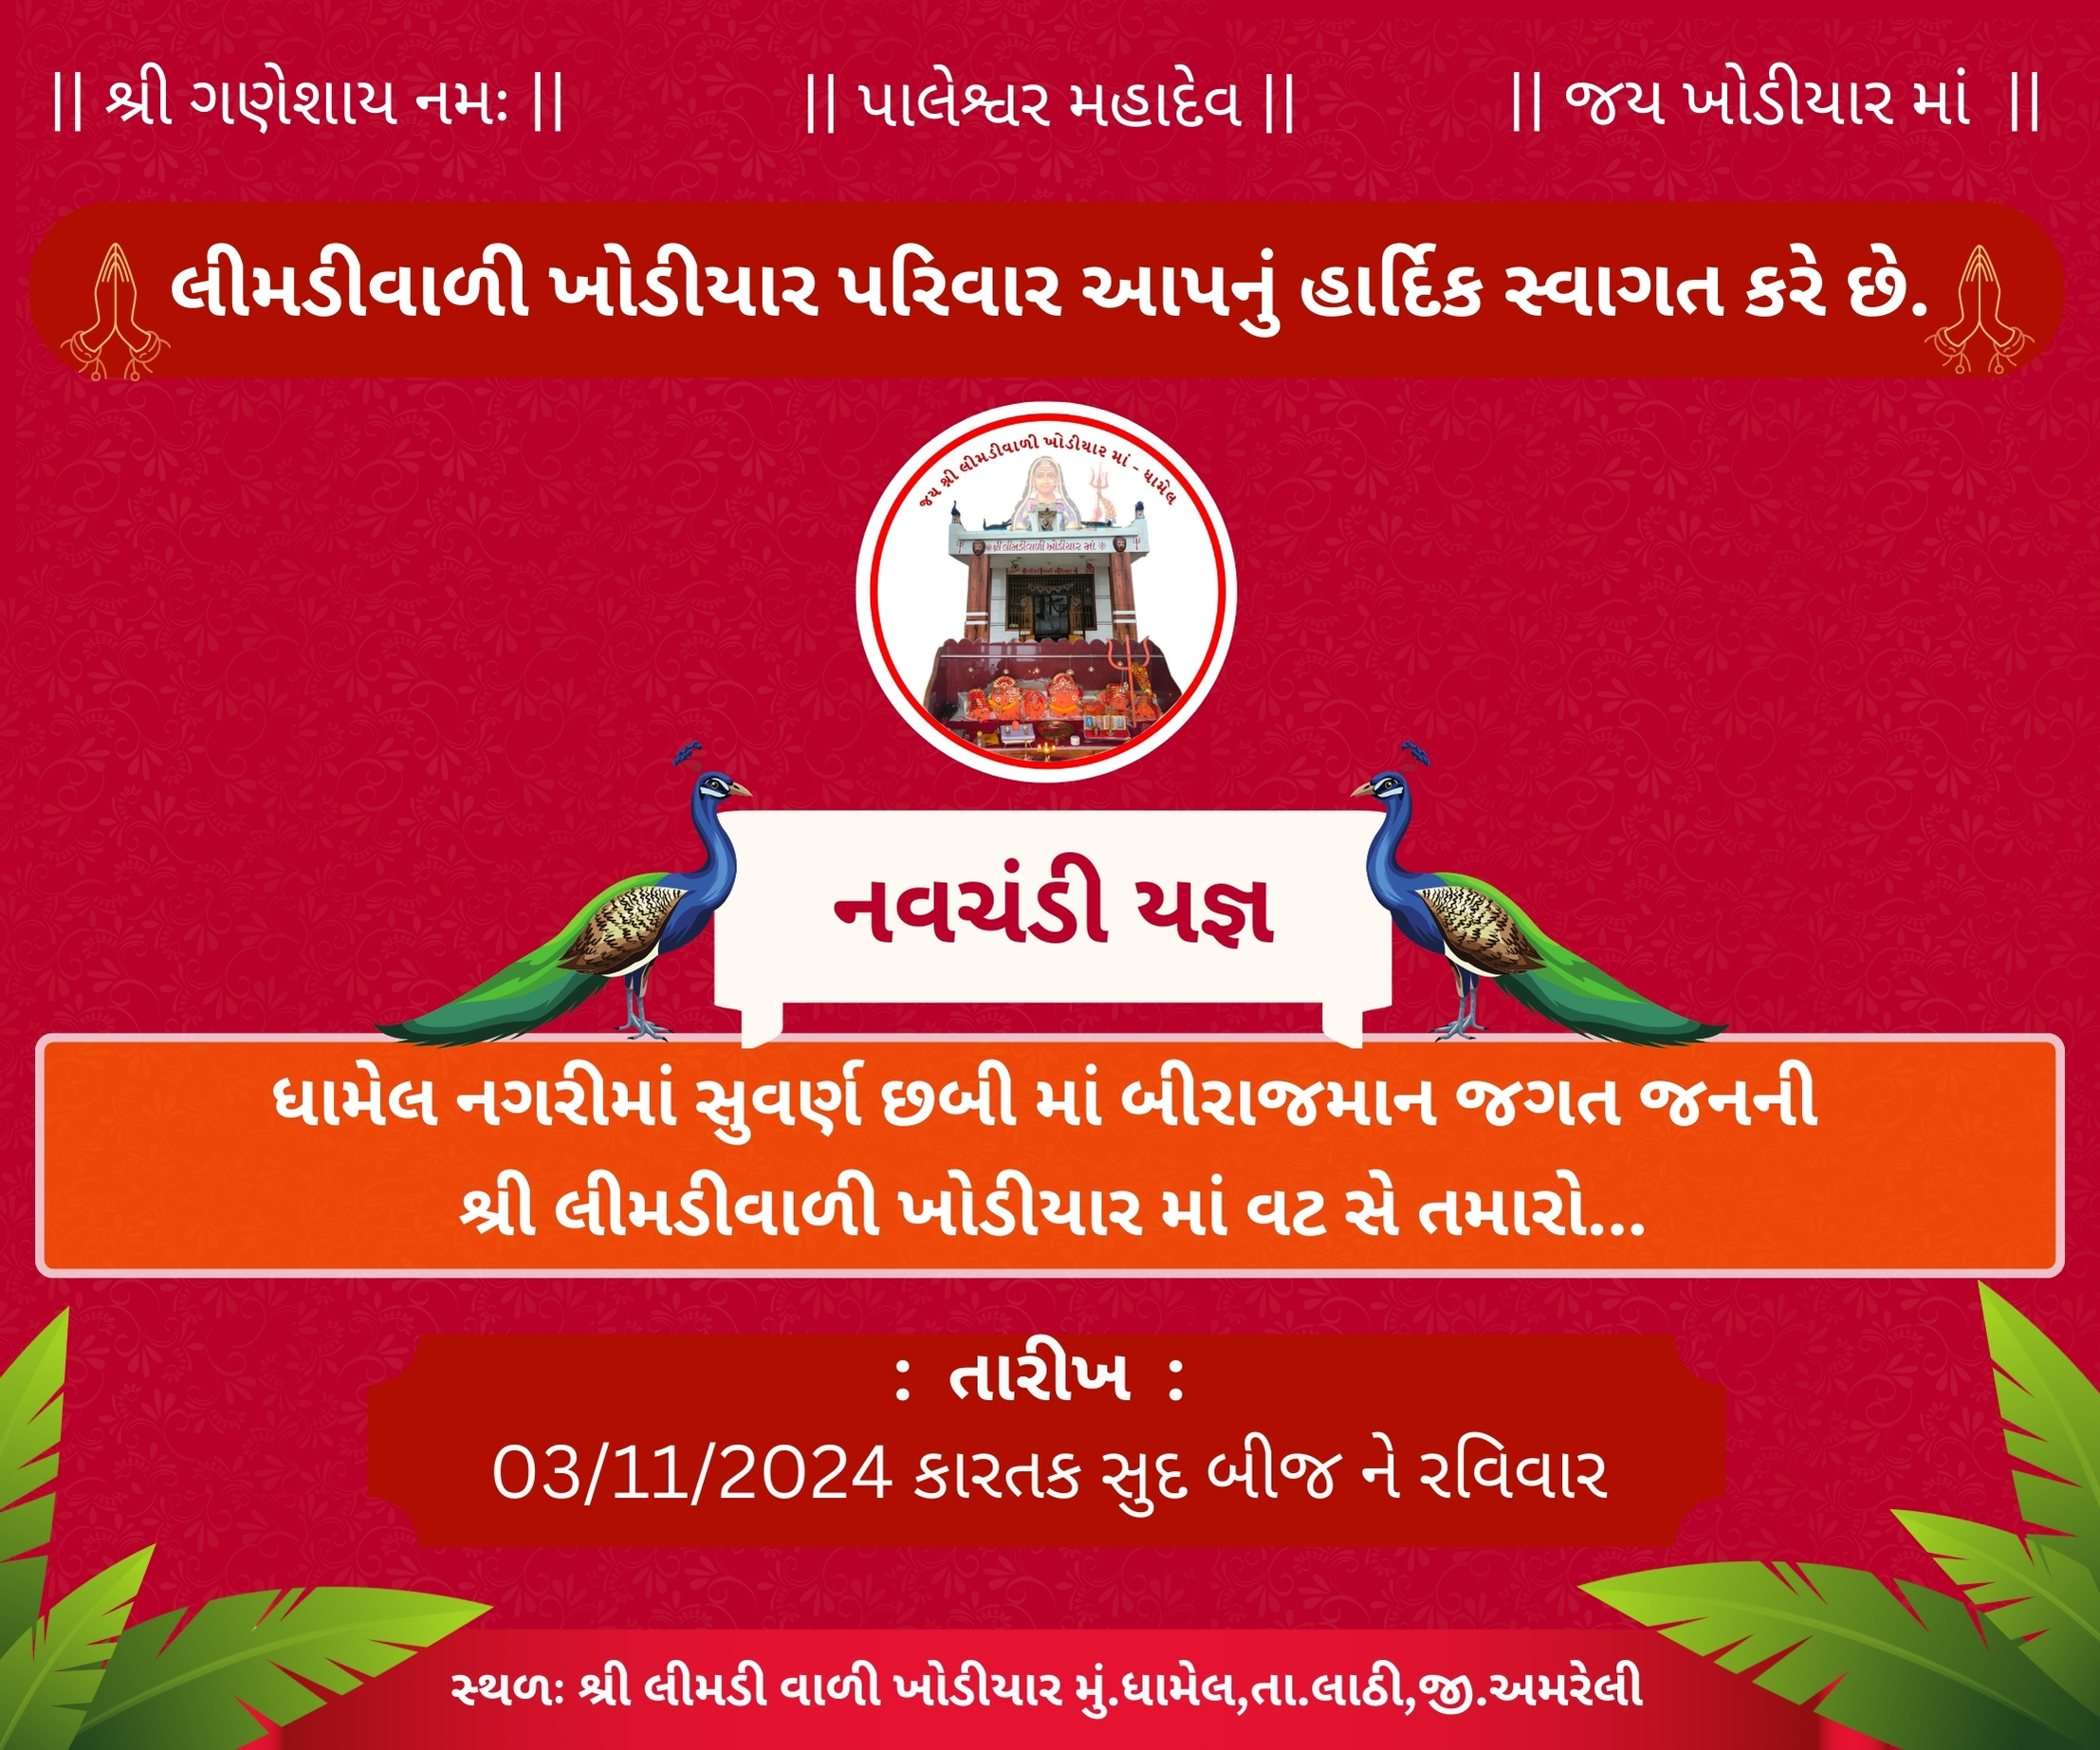 || શ્રી ગણેશાય નમઃ ||
|| પાલેશ્વર મહાદેવ ||
|| જય ખોડીયાર માં ||
લીમડીવાળી ખોડીયાર પરિવાર આપનું હાર્દિક સ્વાગત કરે છે.
જય શ્રી લીમડીવાળી ખોડીયાર માં - ધામેલ
શ્રી લીંબડીવાળી ખોડીયાર માં
નવચંડી યજ્ઞ
ધામેલ નગરીમાં સુવર્ણ છબી માં બીરાજમાન જગત જનની
શ્રી લીમડીવાળી ખોડીયાર માં વટ સે તમારો...
: તારીખ :
03/11/2024 કારતક સુદ બીજ ને રવિવાર
સ્થળઃ શ્રી લીમડી વાળી ખોડીયાર મું.ધામેલ,તા.લાઠી,જી.અમરેલી